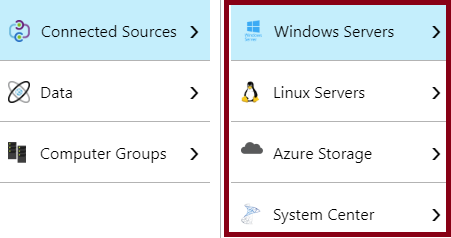 Connected Sources
Data
Computer Groups
Windows Servers
Linux Servers
Azure Storage
System Center